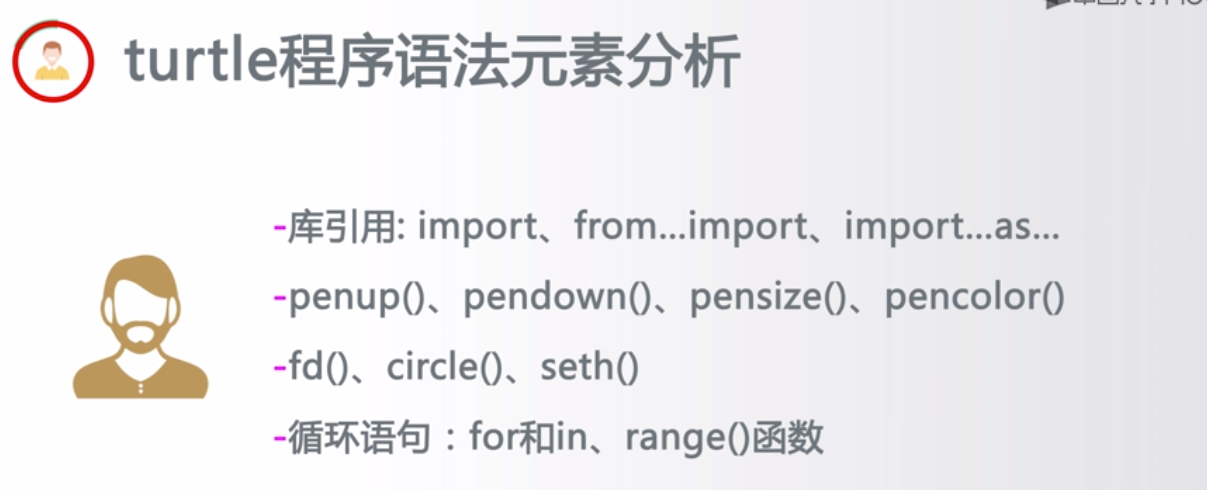 turtle程序语法元素分析
-库引用: import、from...import、import...as...
-penup()、pendown()、pensize()、pencolor()
-fd()、circle()、seth()
-循环语句：for和in、range()函数